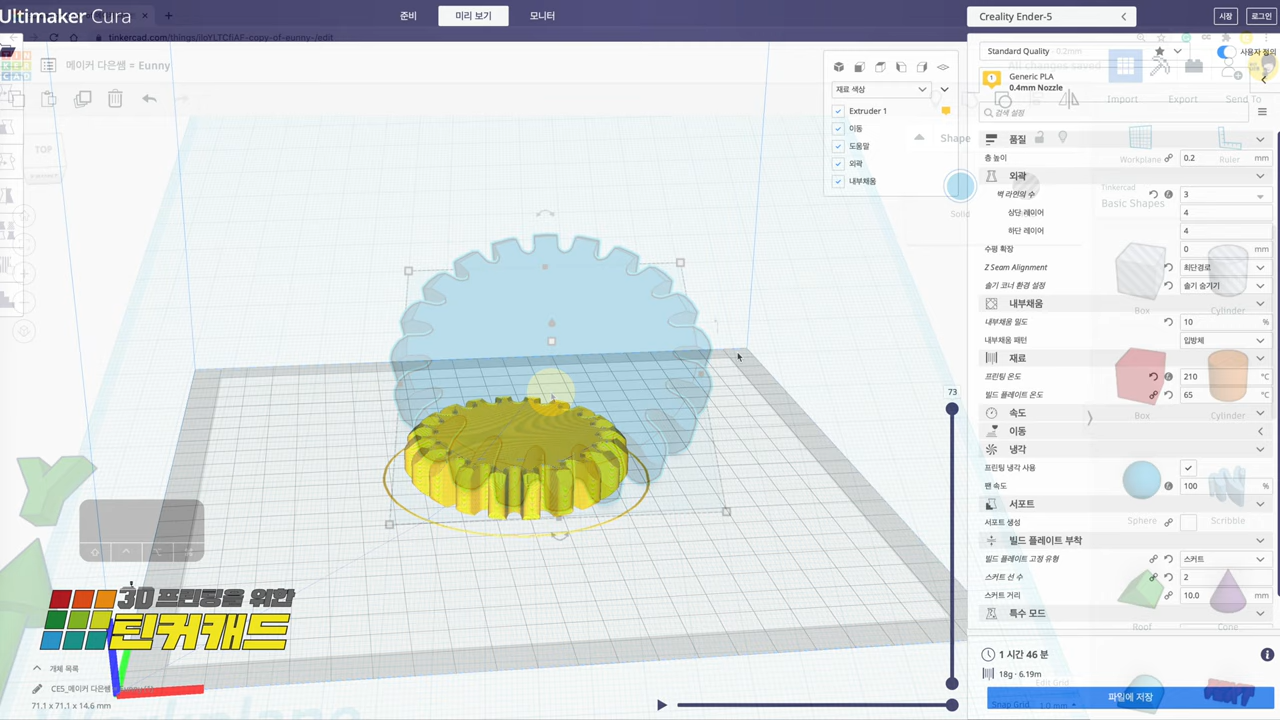 Ultimaker Cura
준비
미리 보기
모니터
Creality Ender-5
시장
로그인
tinkercad.com/things/lloYLTCfiAF-copy-of-eunny-/edit
메이커 다은쌤 = Eunny
Standard Quality - 0.2mm
사용자 정의
All changes saved
Generic PLA
0.4mm Nozzle
Import
Export
Send To
검색 설정
재료 색상
Extruder 1
이동
도움말
외곽
내부채움
TOP
Shape
Solid
Workplane
Ruler
Tinkercad
Basic Shapes
품질
층 높이
0.2
mm
외곽
벽 라인의 수
3
상단 레이어
4
하단 레이어
4
수평 확장
0
mm
Z Seam Alignment
최단경로
솔기 코너 환경 설정
솔기 숨기기
Box
Cylinder
내부채움
내부채움 밀도
10
%
내부채움 패턴
입방체
재료
프린팅 온도
210
°C
빌드 플레이트 온도
65
°C
Box
Cylinder
속도
이동
냉각
프린팅 냉각 사용
팬 속도
100
%
서포트
서포트 생성
Sphere
Scribble
빌드 플레이트 부착
빌드 플레이트 고정 유형
스커트
스커트 선 수
2
스커트 거리
10.0
mm
특수 모드
Roof
Cone
73
3D 프린팅을 위한
틴커캐드
개체 목록
CE5_메이커 다은쌤 = Eunny
71.1 x 71.1 x 14.6 mm
1 시간 46 분
18g · 6.19m
Edit Grid
파일에 저장
Snap Grid
1.0 mm